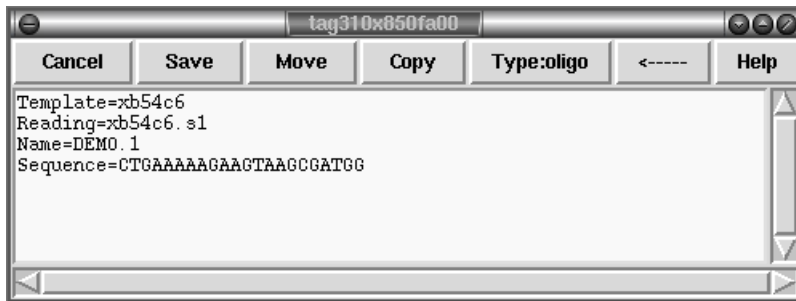 tag310x850fa00
Cancel Save Move Copy Type:oligo <----- Help
Template=xb54c6
Reading=xb54c6.s1
Name=DEMO.1
Sequence=CTGAAAAAGAAGTAAGCGATGG